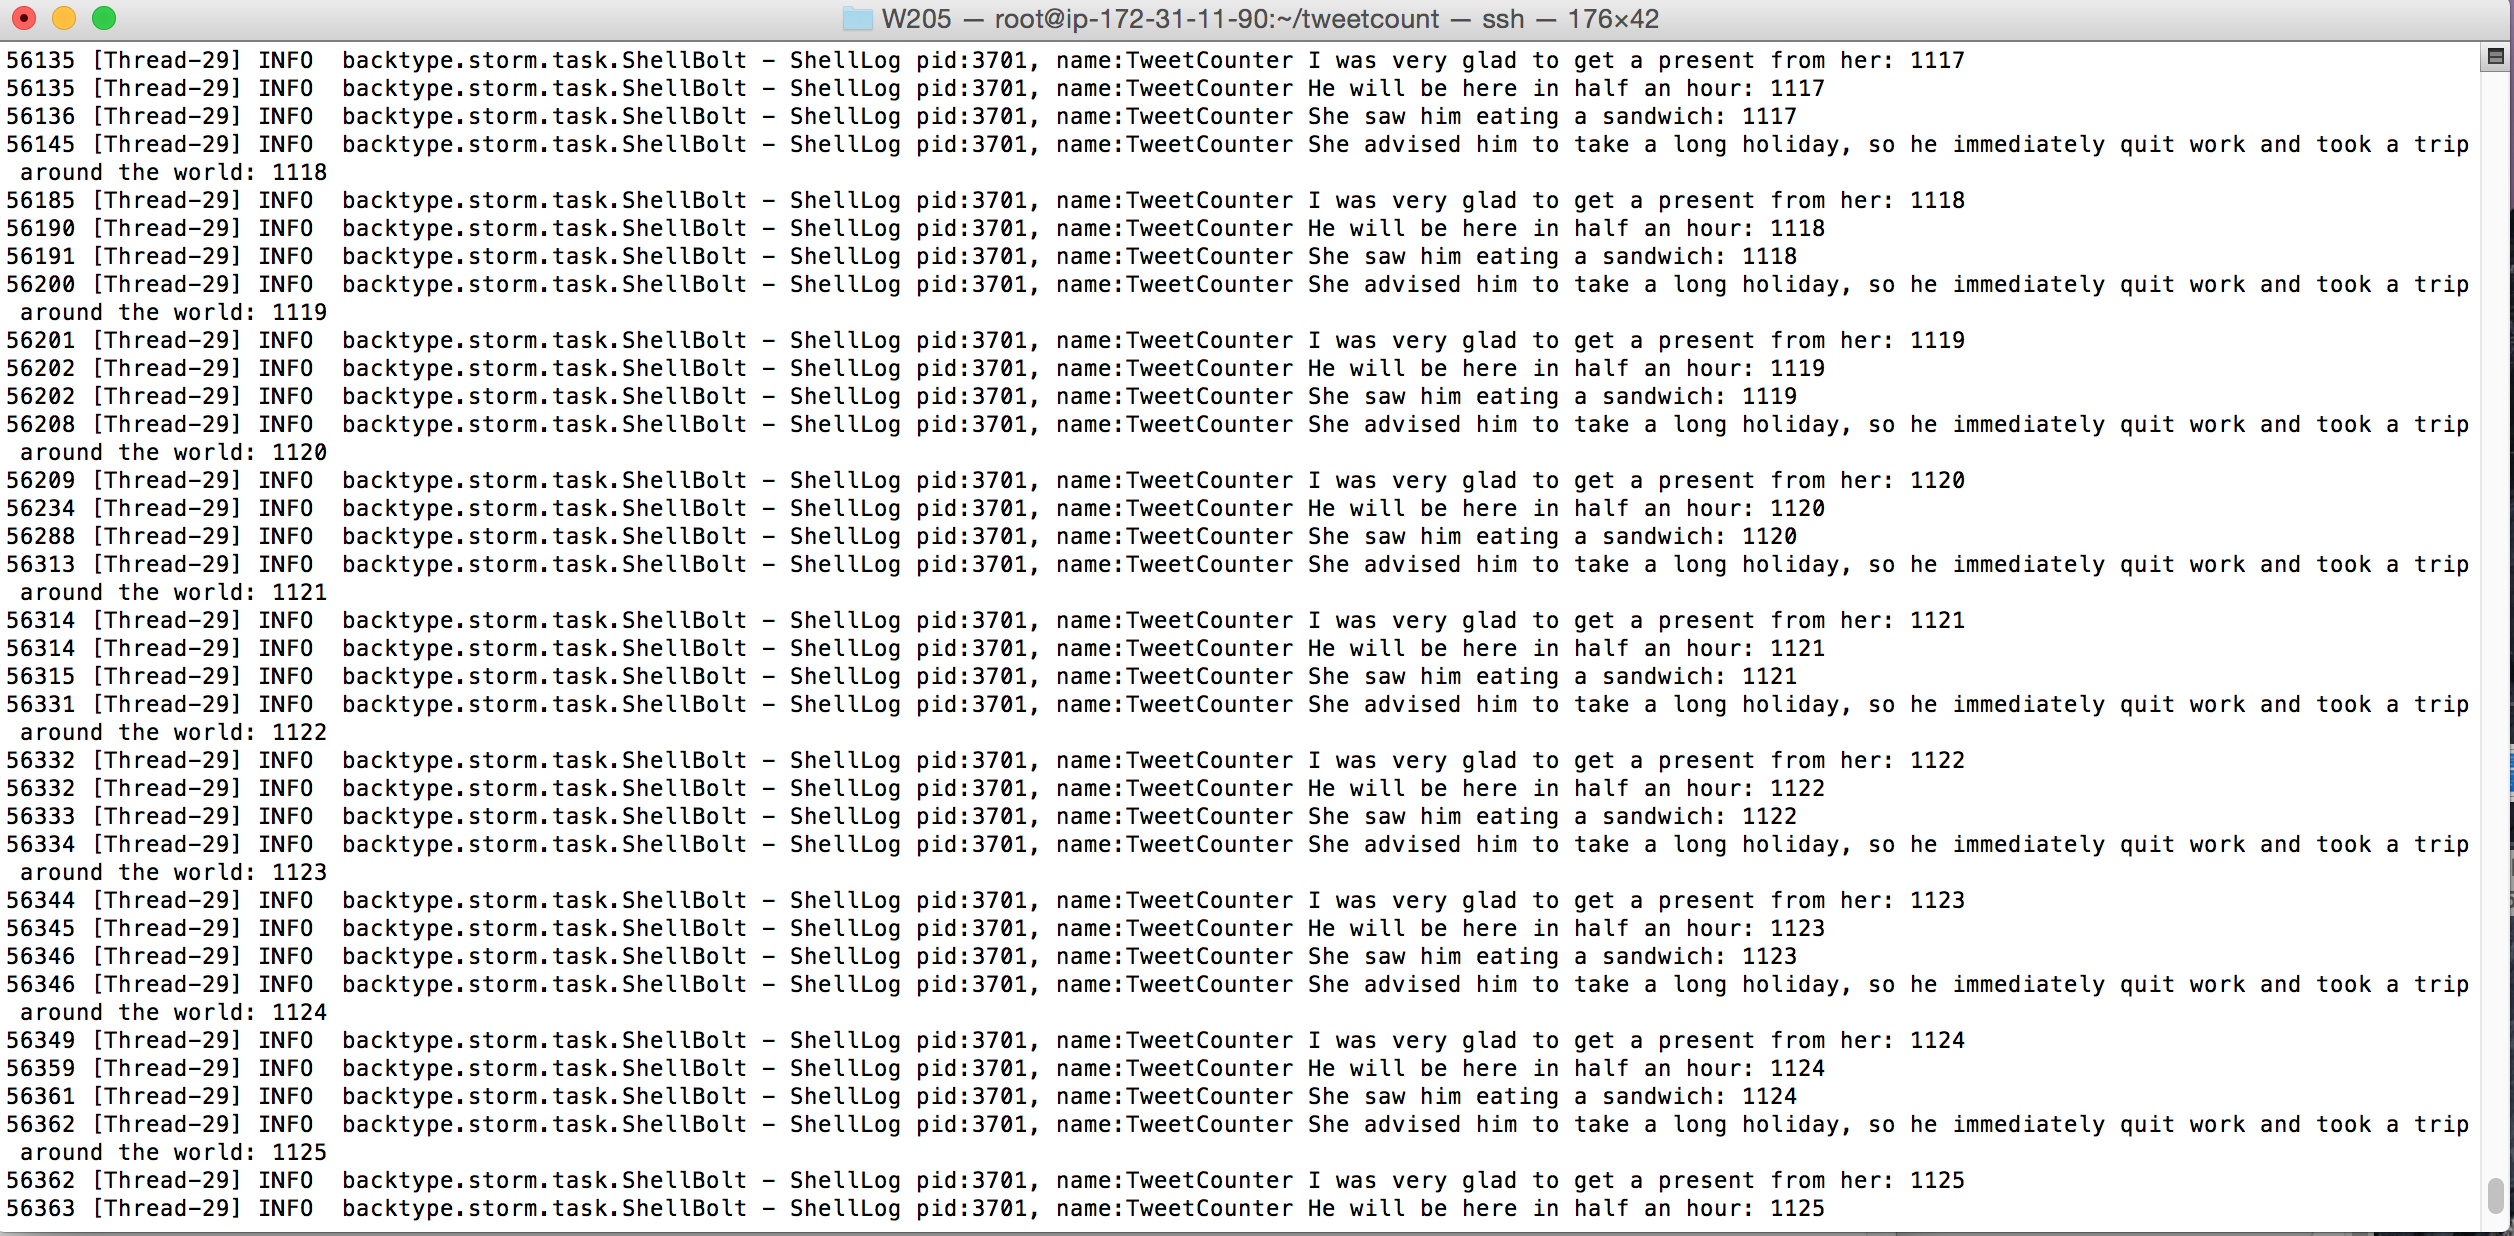 W205 — root@ip-172-31-11-90:~/tweetcount — ssh — 176×42
56135 [Thread-29] INFO  backtype.storm.task.ShellBolt - ShellLog pid:3701, name:TweetCounter I was very glad to get a present from her: 1117
56135 [Thread-29] INFO  backtype.storm.task.ShellBolt - ShellLog pid:3701, name:TweetCounter He will be here in half an hour: 1117
56136 [Thread-29] INFO  backtype.storm.task.ShellBolt - ShellLog pid:3701, name:TweetCounter She saw him eating a sandwich: 1117
56145 [Thread-29] INFO  backtype.storm.task.ShellBolt - ShellLog pid:3701, name:TweetCounter She advised him to take a long holiday, so he immediately quit work and took a trip
 around the world: 1118
56185 [Thread-29] INFO  backtype.storm.task.ShellBolt - ShellLog pid:3701, name:TweetCounter I was very glad to get a present from her: 1118
56190 [Thread-29] INFO  backtype.storm.task.ShellBolt - ShellLog pid:3701, name:TweetCounter He will be here in half an hour: 1118
56191 [Thread-29] INFO  backtype.storm.task.ShellBolt - ShellLog pid:3701, name:TweetCounter She saw him eating a sandwich: 1118
56200 [Thread-29] INFO  backtype.storm.task.ShellBolt - ShellLog pid:3701, name:TweetCounter She advised him to take a long holiday, so he immediately quit work and took a trip
 around the world: 1119
56201 [Thread-29] INFO  backtype.storm.task.ShellBolt - ShellLog pid:3701, name:TweetCounter I was very glad to get a present from her: 1119
56202 [Thread-29] INFO  backtype.storm.task.ShellBolt - ShellLog pid:3701, name:TweetCounter He will be here in half an hour: 1119
56202 [Thread-29] INFO  backtype.storm.task.ShellBolt - ShellLog pid:3701, name:TweetCounter She saw him eating a sandwich: 1119
56208 [Thread-29] INFO  backtype.storm.task.ShellBolt - ShellLog pid:3701, name:TweetCounter She advised him to take a long holiday, so he immediately quit work and took a trip
 around the world: 1120
56209 [Thread-29] INFO  backtype.storm.task.ShellBolt - ShellLog pid:3701, name:TweetCounter I was very glad to get a present from her: 1120
56234 [Thread-29] INFO  backtype.storm.task.ShellBolt - ShellLog pid:3701, name:TweetCounter He will be here in half an hour: 1120
56288 [Thread-29] INFO  backtype.storm.task.ShellBolt - ShellLog pid:3701, name:TweetCounter She saw him eating a sandwich: 1120
56313 [Thread-29] INFO  backtype.storm.task.ShellBolt - ShellLog pid:3701, name:TweetCounter She advised him to take a long holiday, so he immediately quit work and took a trip
 around the world: 1121
56314 [Thread-29] INFO  backtype.storm.task.ShellBolt - ShellLog pid:3701, name:TweetCounter I was very glad to get a present from her: 1121
56314 [Thread-29] INFO  backtype.storm.task.ShellBolt - ShellLog pid:3701, name:TweetCounter He will be here in half an hour: 1121
56315 [Thread-29] INFO  backtype.storm.task.ShellBolt - ShellLog pid:3701, name:TweetCounter She saw him eating a sandwich: 1121
56331 [Thread-29] INFO  backtype.storm.task.ShellBolt - ShellLog pid:3701, name:TweetCounter She advised him to take a long holiday, so he immediately quit work and took a trip
 around the world: 1122
56332 [Thread-29] INFO  backtype.storm.task.ShellBolt - ShellLog pid:3701, name:TweetCounter I was very glad to get a present from her: 1122
56332 [Thread-29] INFO  backtype.storm.task.ShellBolt - ShellLog pid:3701, name:TweetCounter He will be here in half an hour: 1122
56333 [Thread-29] INFO  backtype.storm.task.ShellBolt - ShellLog pid:3701, name:TweetCounter She saw him eating a sandwich: 1122
56334 [Thread-29] INFO  backtype.storm.task.ShellBolt - ShellLog pid:3701, name:TweetCounter She advised him to take a long holiday, so he immediately quit work and took a trip
 around the world: 1123
56344 [Thread-29] INFO  backtype.storm.task.ShellBolt - ShellLog pid:3701, name:TweetCounter I was very glad to get a present from her: 1123
56345 [Thread-29] INFO  backtype.storm.task.ShellBolt - ShellLog pid:3701, name:TweetCounter He will be here in half an hour: 1123
56346 [Thread-29] INFO  backtype.storm.task.ShellBolt - ShellLog pid:3701, name:TweetCounter She saw him eating a sandwich: 1123
56346 [Thread-29] INFO  backtype.storm.task.ShellBolt - ShellLog pid:3701, name:TweetCounter She advised him to take a long holiday, so he immediately quit work and took a trip
 around the world: 1124
56349 [Thread-29] INFO  backtype.storm.task.ShellBolt - ShellLog pid:3701, name:TweetCounter I was very glad to get a present from her: 1124
56359 [Thread-29] INFO  backtype.storm.task.ShellBolt - ShellLog pid:3701, name:TweetCounter He will be here in half an hour: 1124
56361 [Thread-29] INFO  backtype.storm.task.ShellBolt - ShellLog pid:3701, name:TweetCounter She saw him eating a sandwich: 1124
56362 [Thread-29] INFO  backtype.storm.task.ShellBolt - ShellLog pid:3701, name:TweetCounter She advised him to take a long holiday, so he immediately quit work and took a trip
 around the world: 1125
56362 [Thread-29] INFO  backtype.storm.task.ShellBolt - ShellLog pid:3701, name:TweetCounter I was very glad to get a present from her: 1125
56363 [Thread-29] INFO  backtype.storm.task.ShellBolt - ShellLog pid:3701, name:TweetCounter He will be here in half an hour: 1125